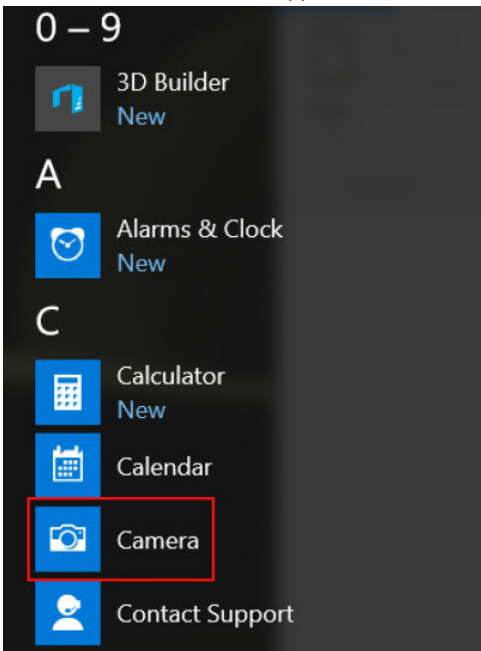 0 – 9
3D Builder
New
A
Alarms & Clock
New
C
Calculator
New
Calendar
Camera
Contact Support